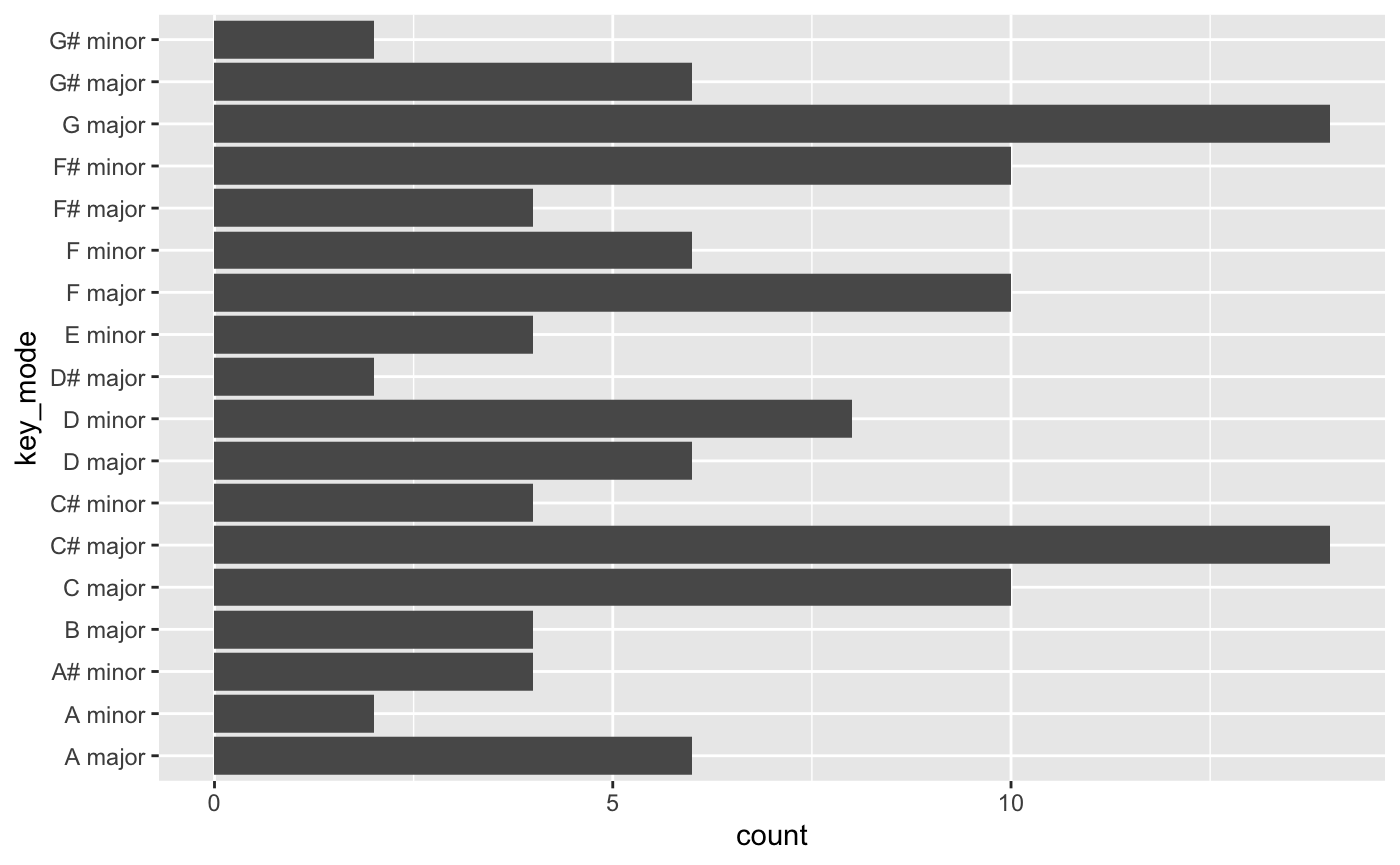 G# minor
G# major
G major
F# minor
F# major
F minor
F major
E minor
D# major
D minor
D major
C# minor
C# major
C major
B major
A# minor
A minor
A major
key_mode
0 5 10
count